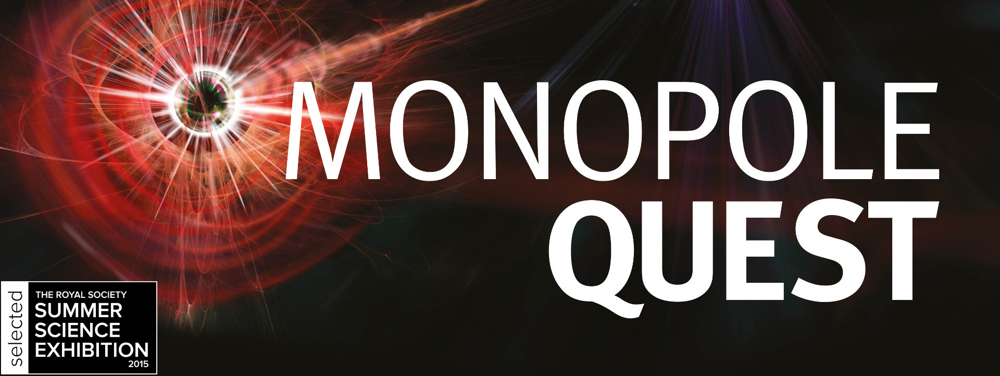 MONOPOLE
QUEST
selected
THE ROYAL SOCIETY
SUMMER
SCIENCE
EXHIBITION
2015